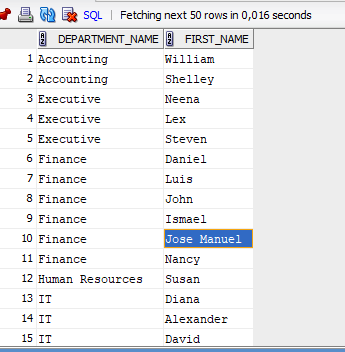 SQL | Fetching next 50 rows in 0,016 seconds
DEPARTMENT_NAME FIRST_NAME
1 Accounting William
2 Accounting Shelley
3 Executive Neena
4 Executive Lex
5 Executive Steven
6 Finance Daniel
7 Finance Luis
8 Finance John
9 Finance Ismael
10 Finance Jose Manuel
11 Finance Nancy
12 Human Resources Susan
13 IT Diana
14 IT Alexander
15 IT David